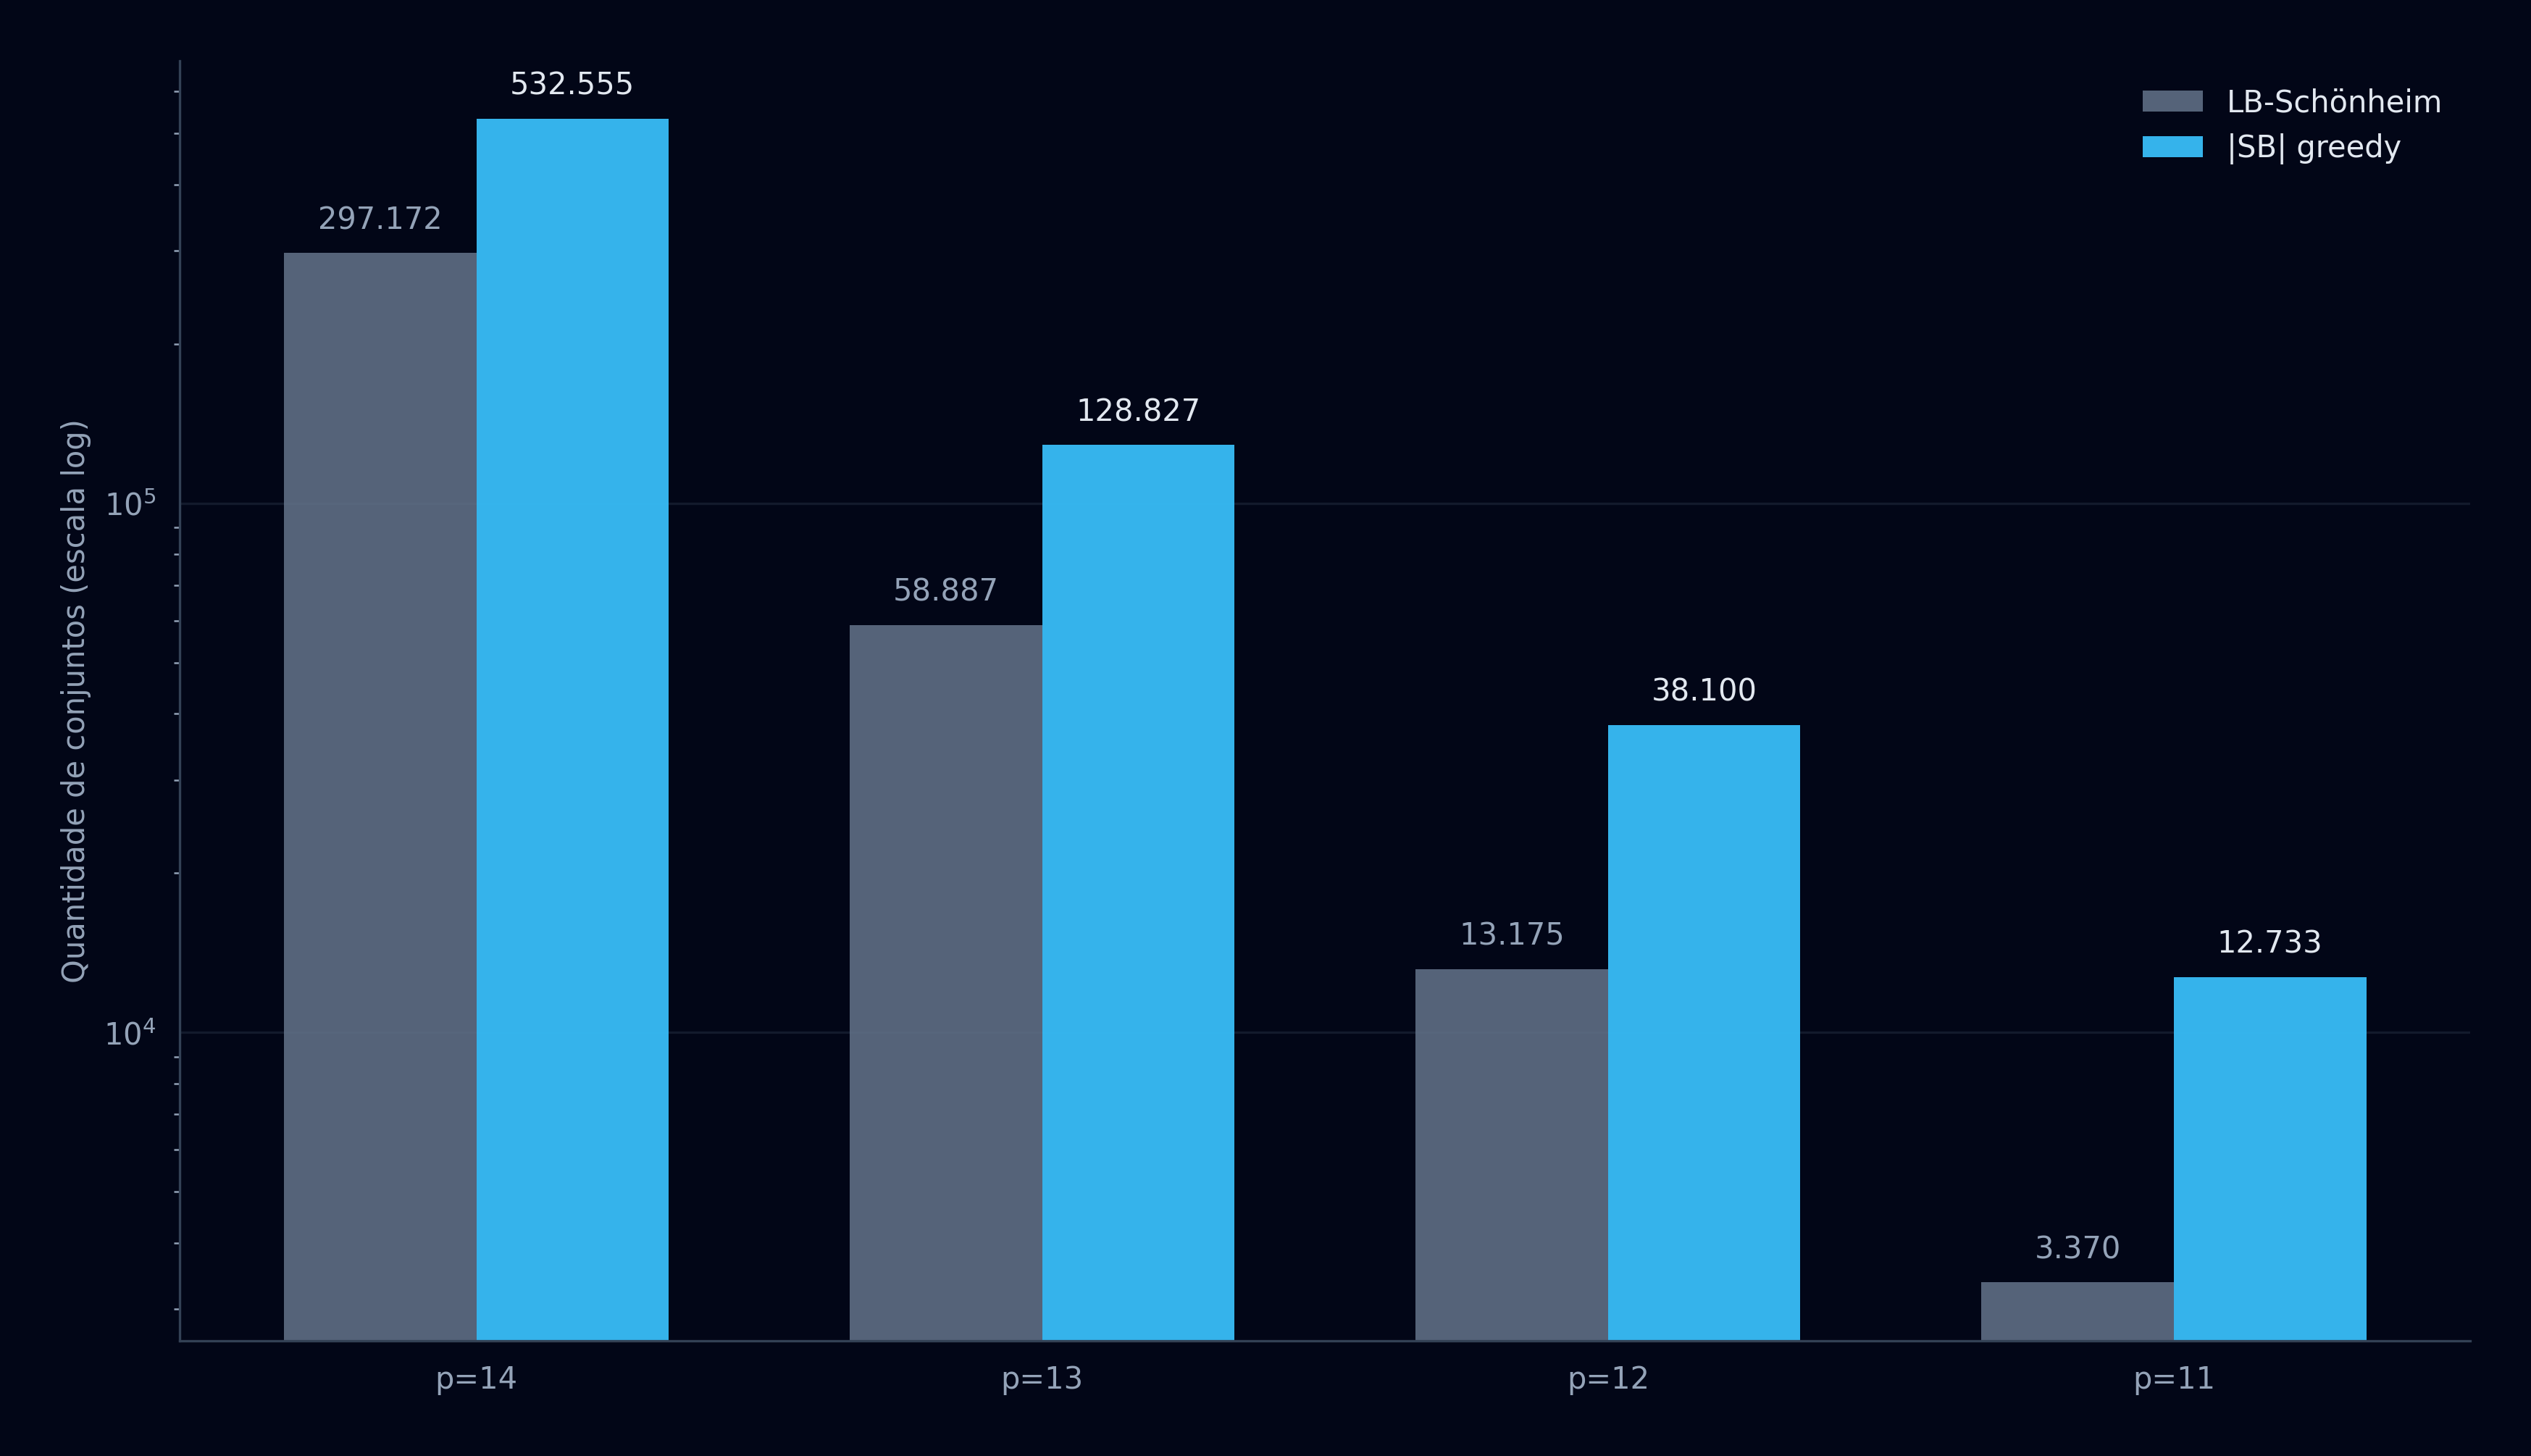 532.555
LB-Schönheim
|SB| greedy
297.172
128.827
10⁵
58.887
38.100
13.175
12.733
10⁴
3.370
Quantidade de conjuntos (escala log)
p=14
p=13
p=12
p=11